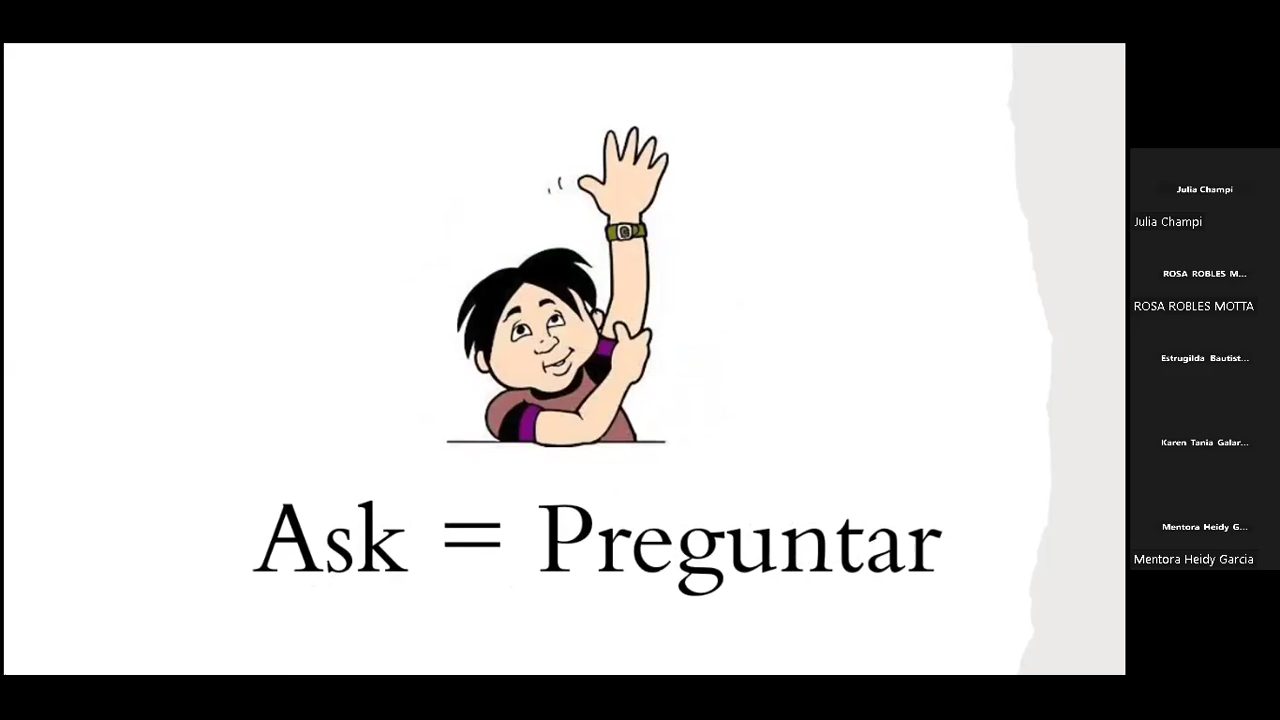 Ask = Preguntar
Julia Champi
Julia Champi
ROSA ROBLES M...
ROSA ROBLES MOTTA
Estrugilda Bautist...
Karen Tania Galar...
Mentora Heidy G...
Mentora Heidy Garcia